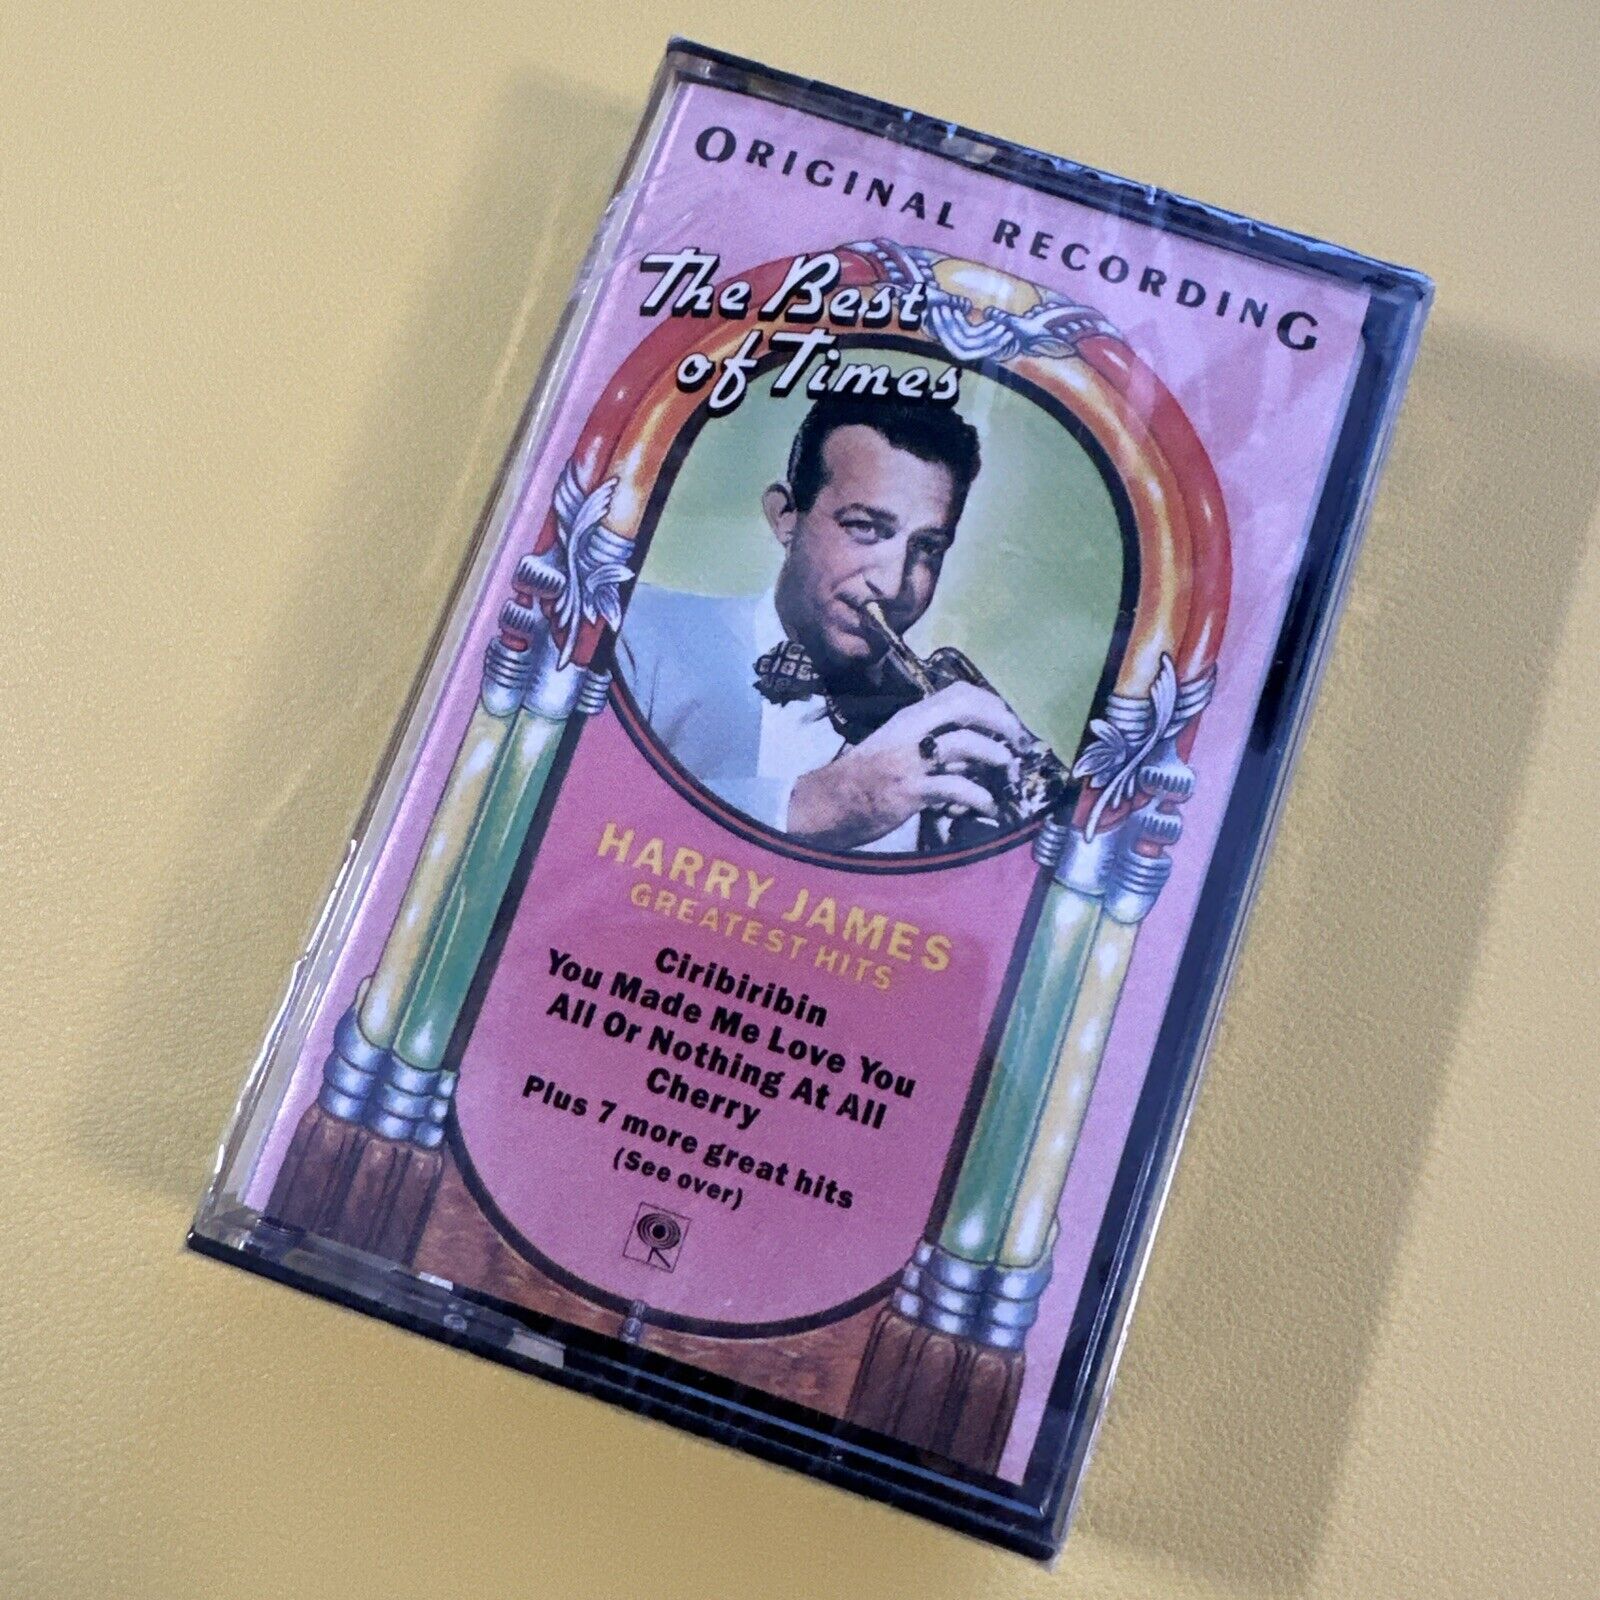 ORIGINAL RECORDING
The Best
of Times
HARRY JAMES
GREATEST HITS
Ciribiribin
You Made Me Love You
All Or Nothing At All
Cherry
Plus 7 more great hits
(See over)